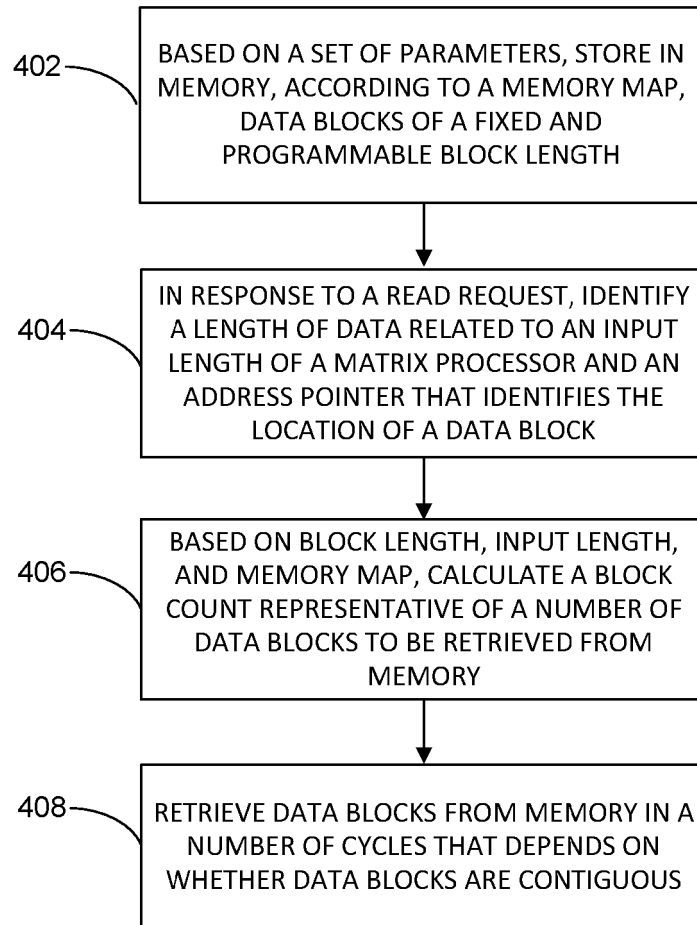 402
BASED ON A SET OF PARAMETERS, STORE IN
MEMORY, ACCORDING TO A MEMORY MAP,
DATA BLOCKS OF A FIXED AND
PROGRAMMABLE BLOCK LENGTH
404
IN RESPONSE TO A READ REQUEST, IDENTIFY
A LENGTH OF DATA RELATED TO AN INPUT
LENGTH OF A MATRIX PROCESSOR AND AN
ADDRESS POINTER THAT IDENTIFIES THE
LOCATION OF A DATA BLOCK
406
BASED ON BLOCK LENGTH, INPUT LENGTH,
AND MEMORY MAP, CALCULATE A BLOCK
COUNT REPRESENTATIVE OF A NUMBER OF
DATA BLOCKS TO BE RETRIEVED FROM
MEMORY
408
RETRIEVE DATA BLOCKS FROM MEMORY IN A
NUMBER OF CYCLES THAT DEPENDS ON
WHETHER DATA BLOCKS ARE CONTIGUOUS